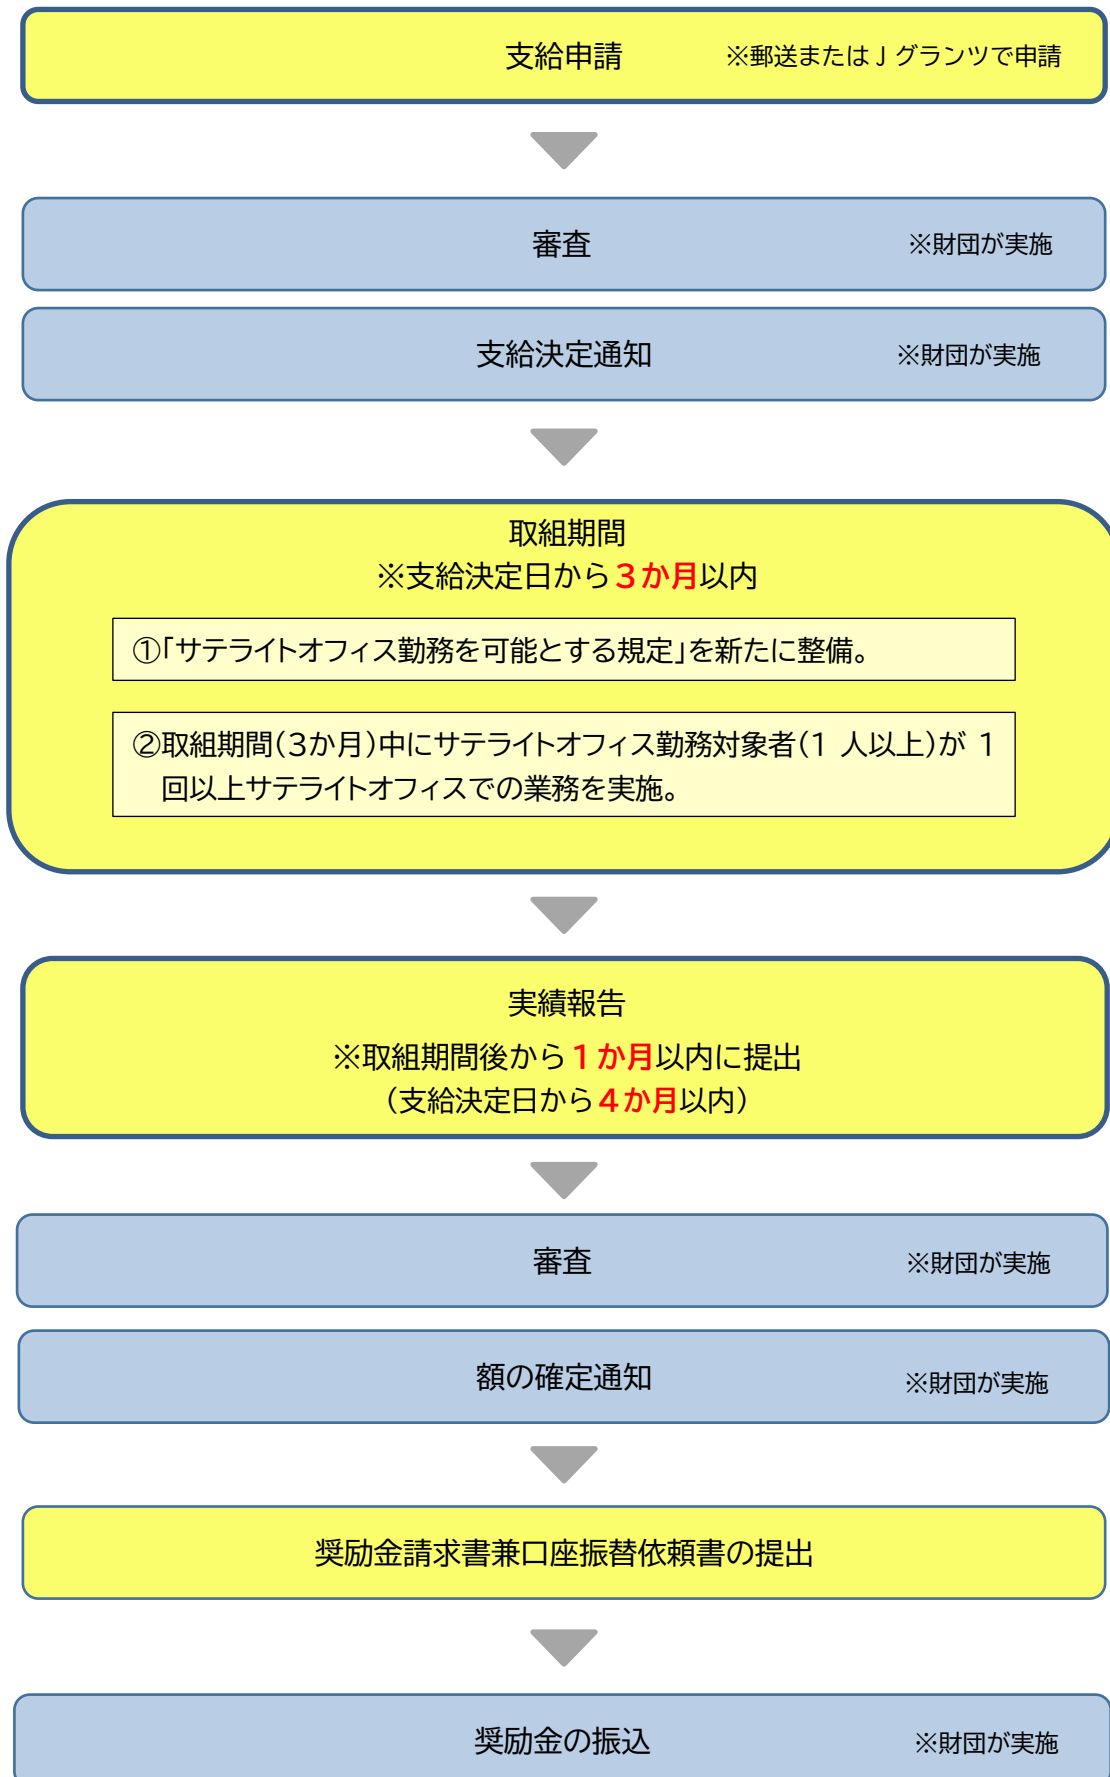 支給申請 ※郵送またはJグランツで申請
審査 ※財団が実施
支給決定通知 ※財団が実施
取組期間
※支給決定日から3か月以内
①「サテライトオフィス勤務を可能とする規定」を新たに整備。
②取組期間(3か月)中にサテライトオフィス勤務対象者(1 人以上)が 1
回以上サテライトオフィスでの業務を実施。
実績報告
※取組期間後から1か月以内に提出
(支給決定日から4か月以内)
審査 ※財団が実施
額の確定通知 ※財団が実施
奨励金請求書兼口座振替依頼書の提出
奨励金の振込 ※財団が実施